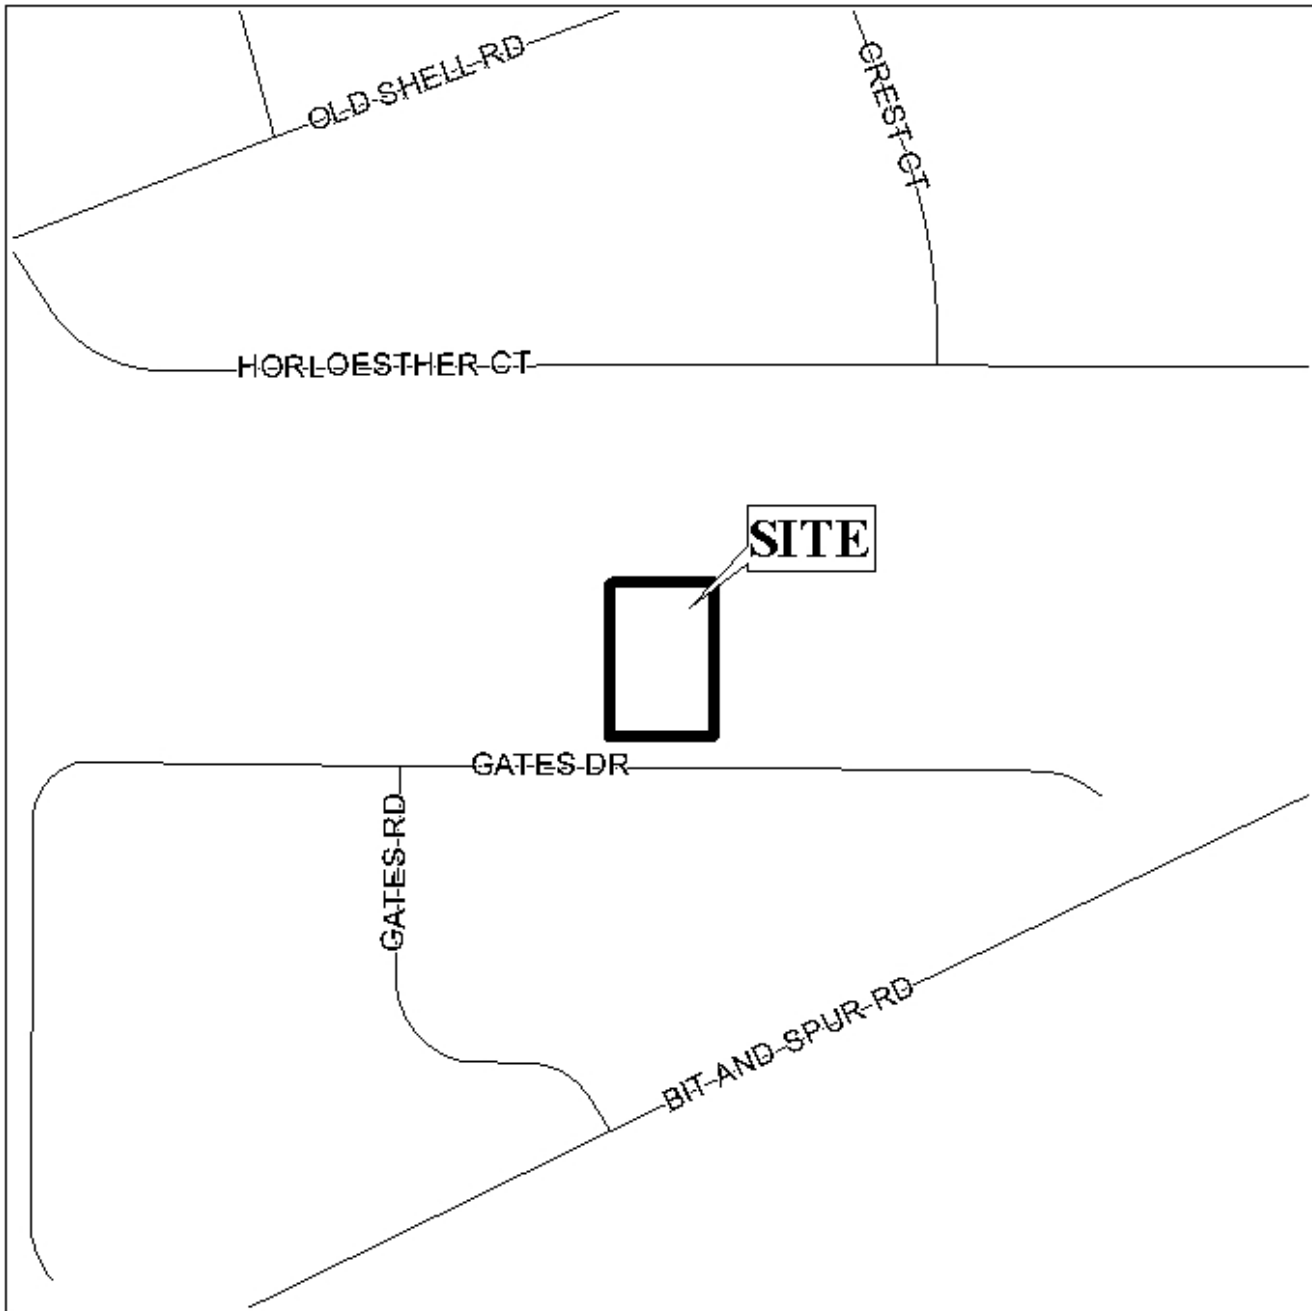 OLD SHELL RD
CREST CT
HORLOESTHER CT
SITE
GATES DR
GATES RD
BIT AND SPUR RD